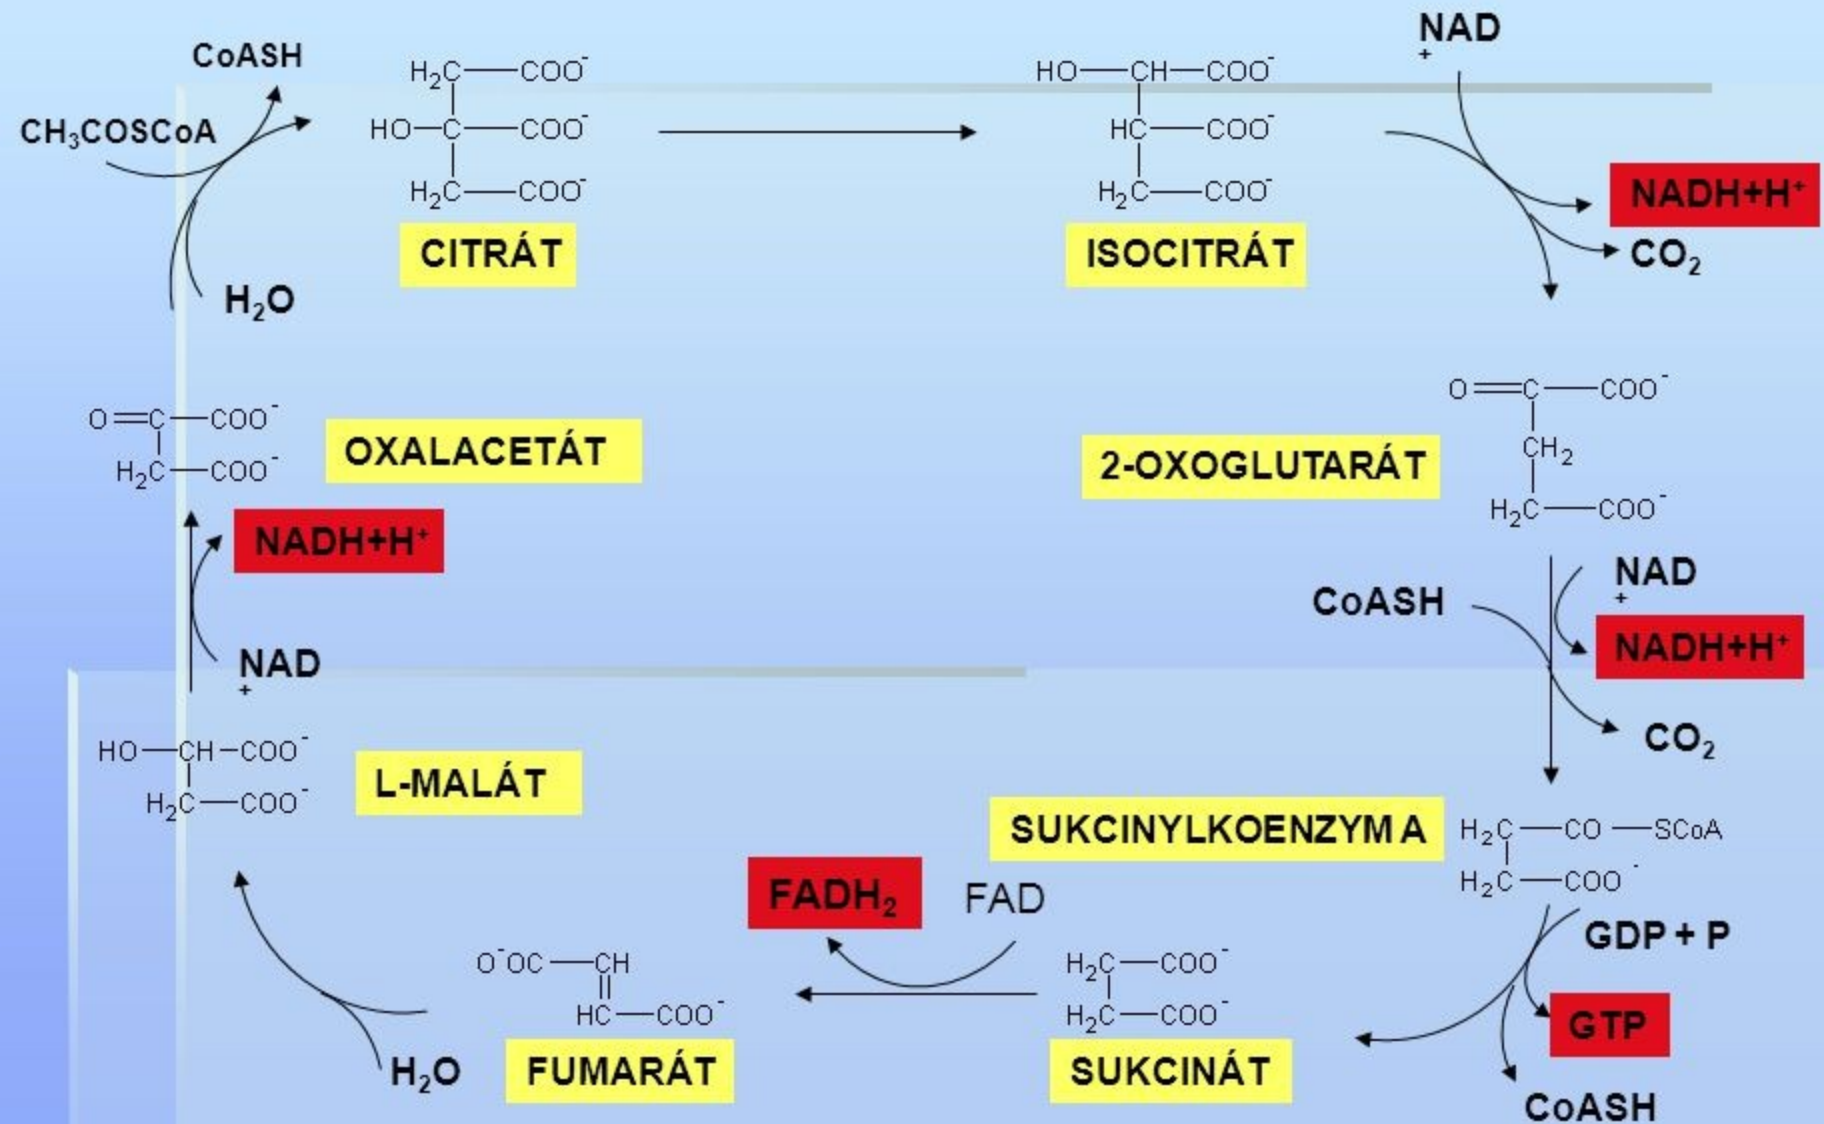 CoASH
CH₃COSCoA
H₂C—COO⁻
HO—C—COO⁻
H₂C—COO⁻
CITRÁT
HO—CH—COO⁻
HC—COO⁻
H₂C—COO⁻
ISOCITRÁT
NAD
+
NADH+H⁺
CO₂
H₂O
O=C—COO⁻
H₂C—COO⁻
OXALACETÁT
2-OXOGLUTARÁT
O=C—COO⁻
CH₂
H₂C—COO⁻
NADH+H⁺
NAD
+
CoASH
NAD
+
NADH+H⁺
CO₂
HO—CH—COO⁻
H₂C—COO⁻
L-MALÁT
SUKCINYLKOENZYM A
H₂C—CO—SCoA
H₂C—COO⁻
FADH₂
FAD
GDP + P
GTP
CoASH
O⁻OC—CH
HC—COO⁻
FUMARÁT
H₂C—COO⁻
H₂C—COO⁻
SUKCINÁT
H₂O